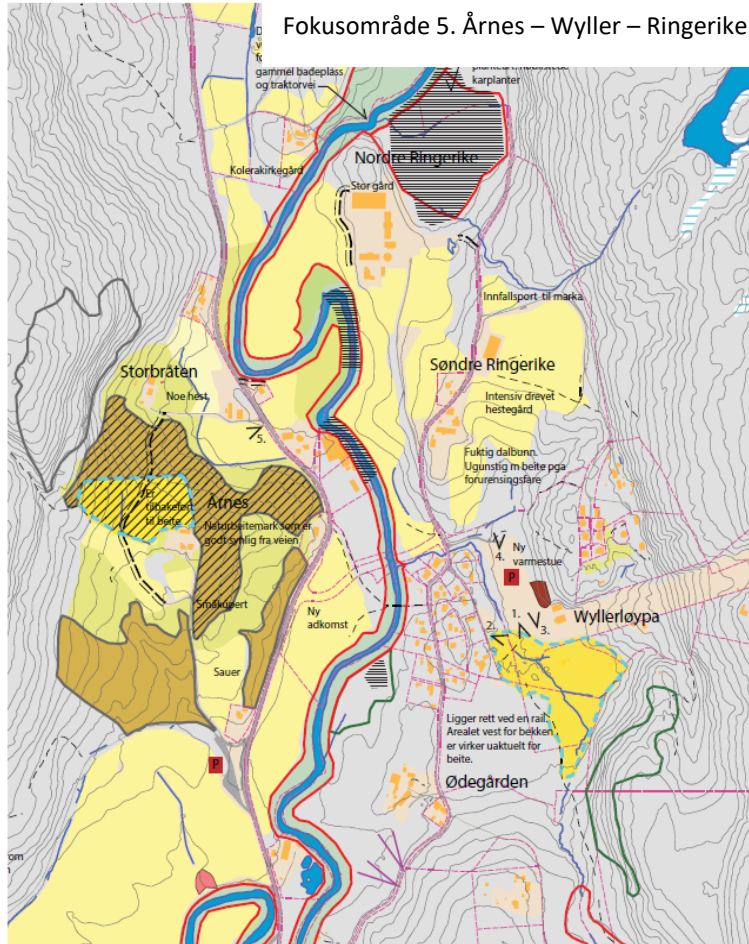 Fokusområde 5. Årnes – Wyller – Ringerike
gammel badeplass
og traktorvei
karplanter
Kolerakirkegård
Nordre Ringerike
Stor gård
Innfallsport til marka
Storbråten
Noe hest
Søndre Ringerike
Intensiv drevet
hestegård
5.
Fuktig dalbunn.
Ugunstig m beite pga
forurensingsfare
Er
tilbakeført
til beite
Årnes
Naturbeitemark som er
godt synlig fra veien
4.
Ny
varmestue
P
Småkupert
Ny
adkomst
1.
2.
3.
Wyllerløypa
Sauer
Ligger rett ved en rail.
Arealet vest for bekken
er virker uaktuelt for
beite.
P
Ødegården